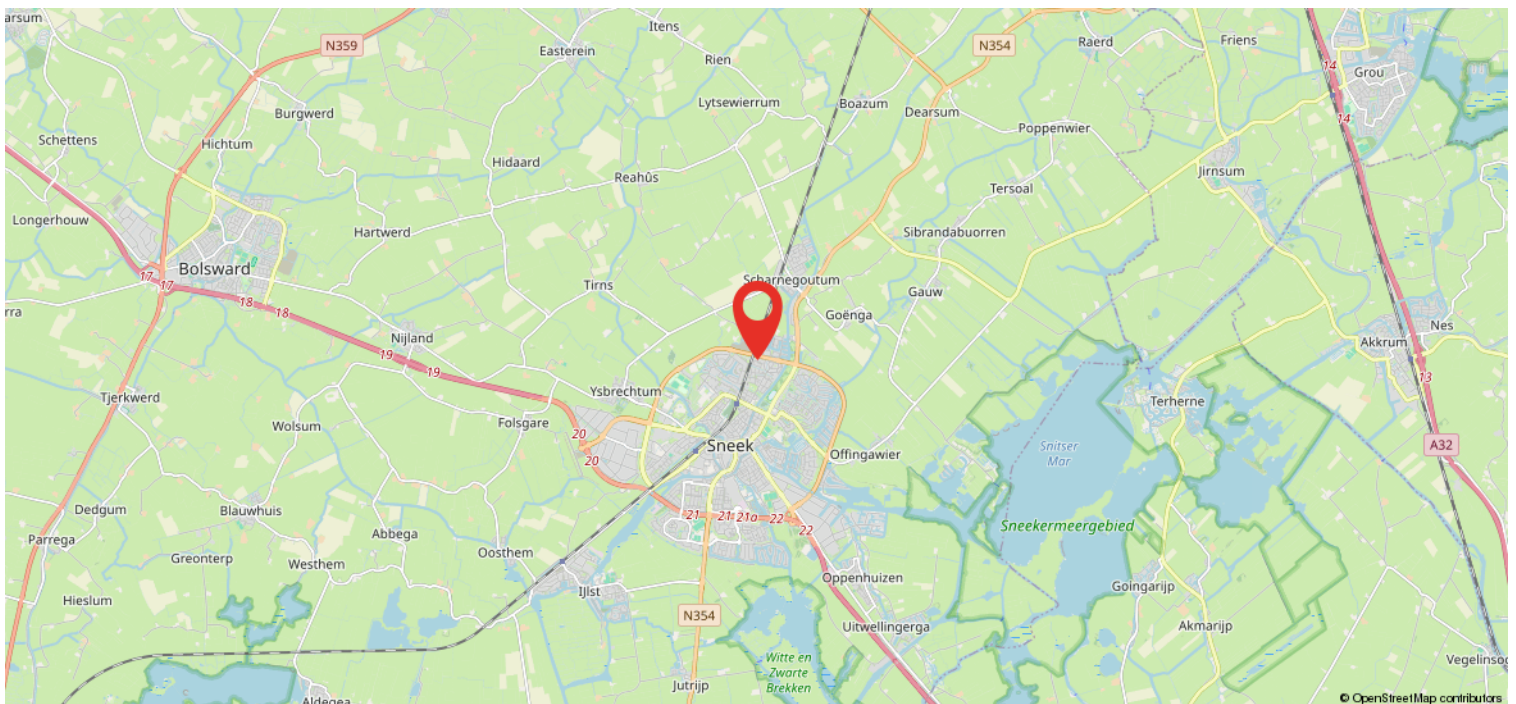 arsum
Itens
N359
Easterein
Rien
N354
Raerd
Friens
14
Grou
Burgwerd
Lytsewierrum
Boazum
Dearsum
14
Poppenwier
Schettens
Hichtum
Hidaard
Reahûs
Jirnsum
Tersoal
Longerhouw
Hartwerd
Sibrandabuorren
Bolsward
17
17
18
18
Tirns
Scharnegoutum
Gauw
Goënga
rra
Nijland
Nes
Akkrum
19
19
13
Ysbrechtum
Tjerkwerd
Terherne
Wolsum
Folsgare
20
20
Sneek
Offingawier
Snitser
Mar
A32
Dedgum
Blauwhuis
21
21
21a
22
22
Sneekermeergebied
Parrega
Abbega
Greonterp
Westhem
Oosthem
Oppenhuizen
Goingarijp
Hieslum
IJlst
N354
Uitwellingerga
Akmarijp
Witte en
Zwarte
Brekken
Jutrijp
Vegelinsoo
Aldegea
© OpenStreetMap contributors